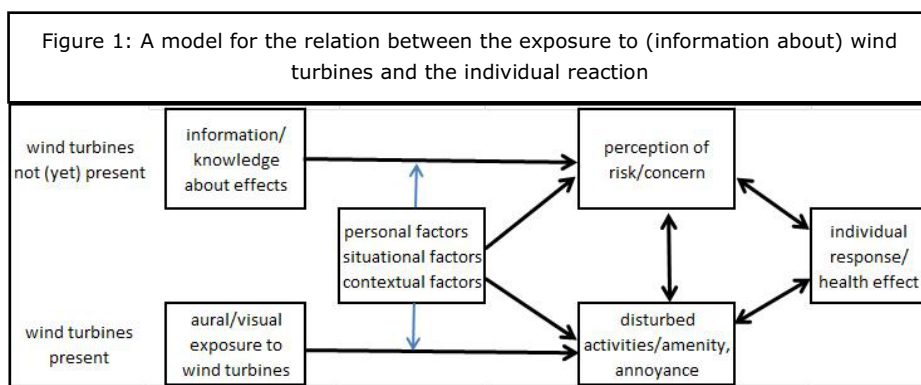 Figure 1: A model for the relation between the exposure to (information about) wind
turbines and the individual reaction
wind turbines
not (yet) present
information/
knowledge
about effects
perception of
risk/concern
personal factors
situational factors
contextual factors
individual
response/
health effect
wind turbines
present
aural/visual
exposure to
wind turbines
disturbed
activities/amenity,
annoyance